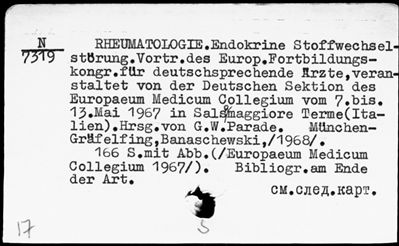 N
7319
RHEUMATOLOGIE.Endokrine Stoffwechsel-
störung.Vortr.des Europ.Fortbildungs-
kongr.für deutschsprechende Ärzte,veran-
staltet von der Deutschen Sektion des
Europaeum Medicum Collegium vom 7.bis.
13.Mai 1967 in Salsmaggiore Terme(Ita-
lien).Hrsg.von G.W.Parade. München-
Gräfelfing,Banaschewski,/1968/.
166 S.mit Abb.(/Europaeum Medicum
Collegium 1967/). Bibliogr.am Ende
der Art.
см.след.карт.
17
5